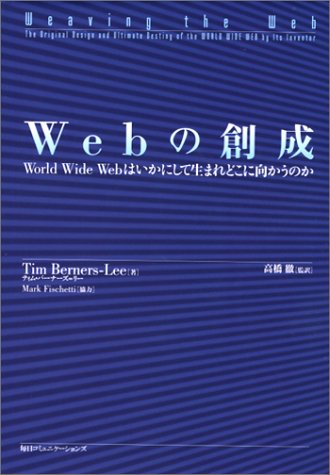 Weaving the Web
The Original Design and Ultimate Destiny of the WORLD WIDE WEB by Its Inventor
Webの創成
World Wide Webはいかにして生まれどこに向かうのか
Tim Berners-Lee[著]
ティム・バーナーズ＝リー
高橋 徹[監訳]
Mark Fischetti[協力]
毎日コミュニケーションズ